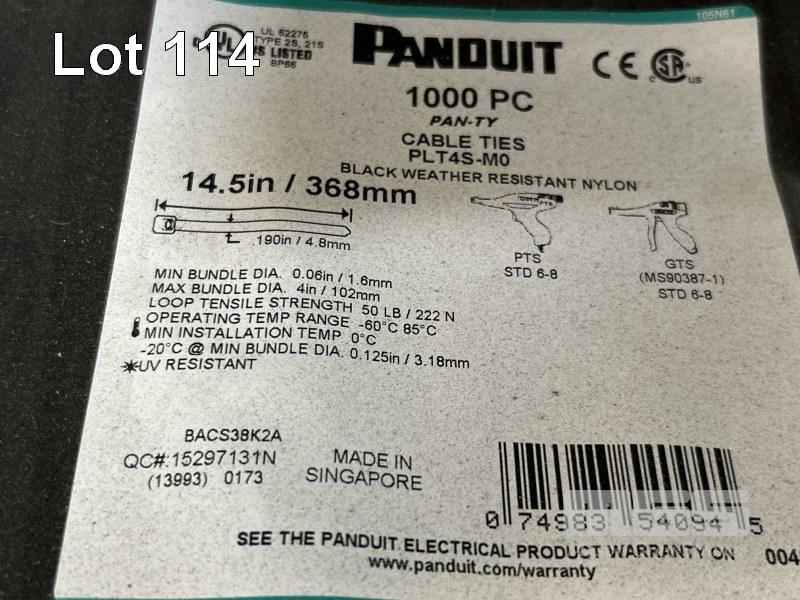 Lot 114
105N61
UL 62275
TYPE 2S, 21S
US LISTED
PANDUIT
CE
c SA us
1000 PC
PAN-TY
CABLE TIES
PLT4S-M0
BLACK WEATHER RESISTANT NYLON
14.5in / 368mm
.190in / 4.8mm
PTS
STD 6-8
GTS
(MS90387-1)
STD 6-8
MIN BUNDLE DIA. 0.06in / 1.6mm
MAX BUNDLE DIA. 4in / 102mm
LOOP TENSILE STRENGTH 50 LB / 222 N
OPERATING TEMP RANGE -60°C 85°C
MIN INSTALLATION TEMP 0°C
-20°C @ MIN BUNDLE DIA. 0.125in / 3.18mm
UV RESISTANT
BACS38K2A
QC#:15297131N
(13993) 0173
MADE IN
SINGAPORE
0 74983 54094 5
SEE THE PANDUIT ELECTRICAL PRODUCT WARRANTY ON
www.panduit.com/warranty
004